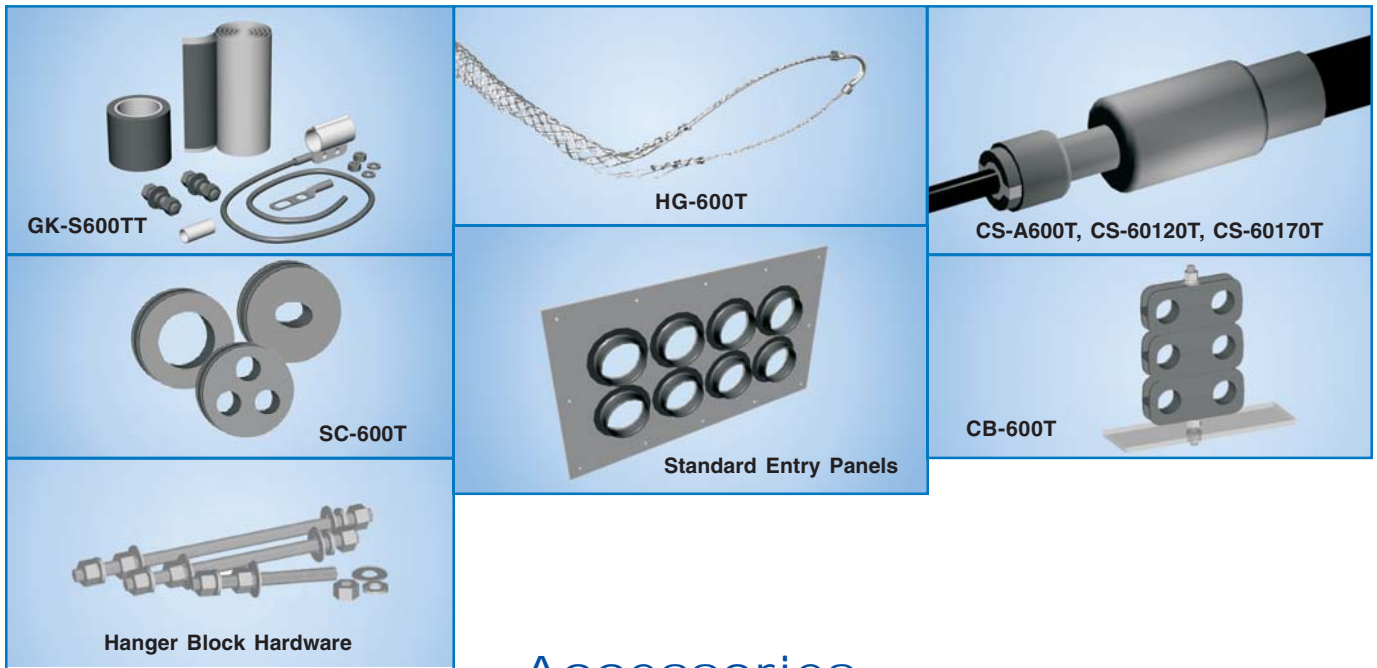 GK-S600TT
HG-600T
CS-A600T, CS-60120T, CS-60170T
SC-600T
Standard Entry Panels
CB-600T
Hanger Block Hardware
Accessories